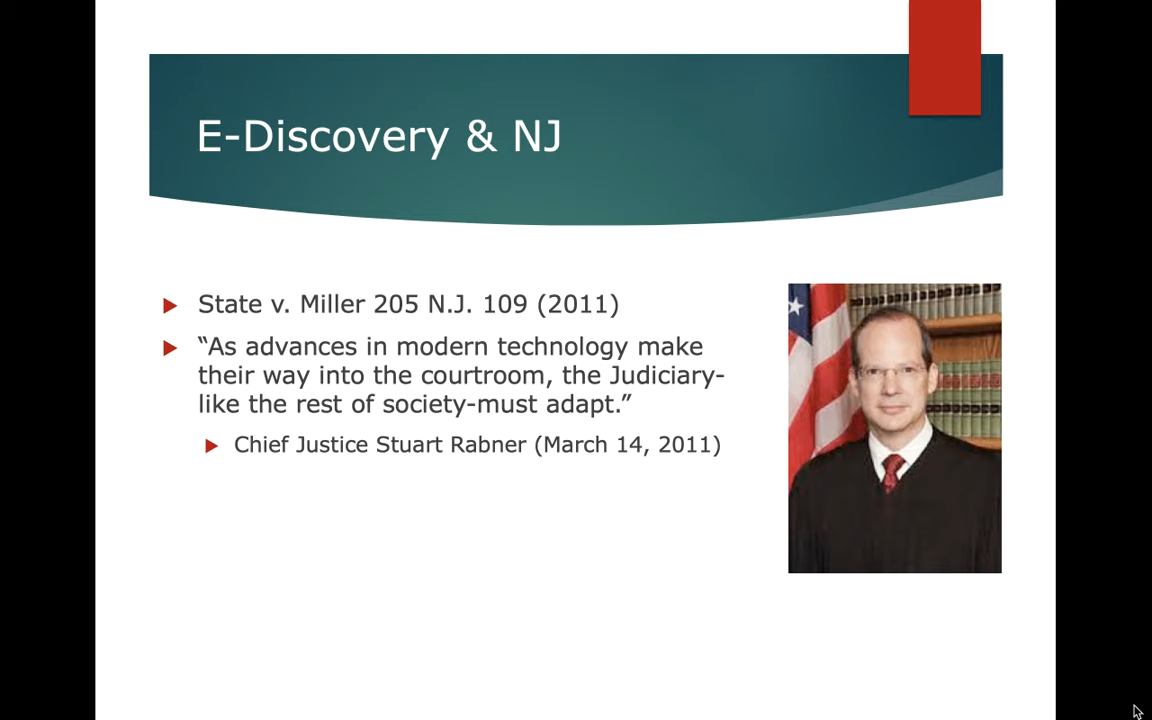 E-Discovery & NJ
State v. Miller 205 N.J. 109 (2011)
“As advances in modern technology make
their way into the courtroom, the Judiciary-
like the rest of society-must adapt.”
Chief Justice Stuart Rabner (March 14, 2011)